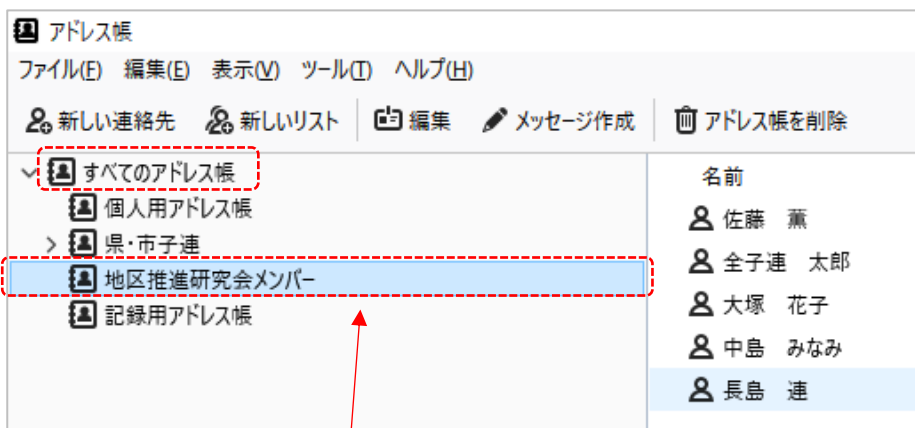 アドレス帳
ファイル(F) 編集(E) 表示(V) ツール(T) ヘルプ(H)
新しい連絡先 新しいリスト 編集 メッセージ作成 アドレス帳を削除
すべてのアドレス帳
個人用アドレス帳
県・市子連
地区推進研究会メンバー
記録用アドレス帳
名前
佐藤　薫
全子連　太郎
大塚　花子
中島　みなみ
長島　連